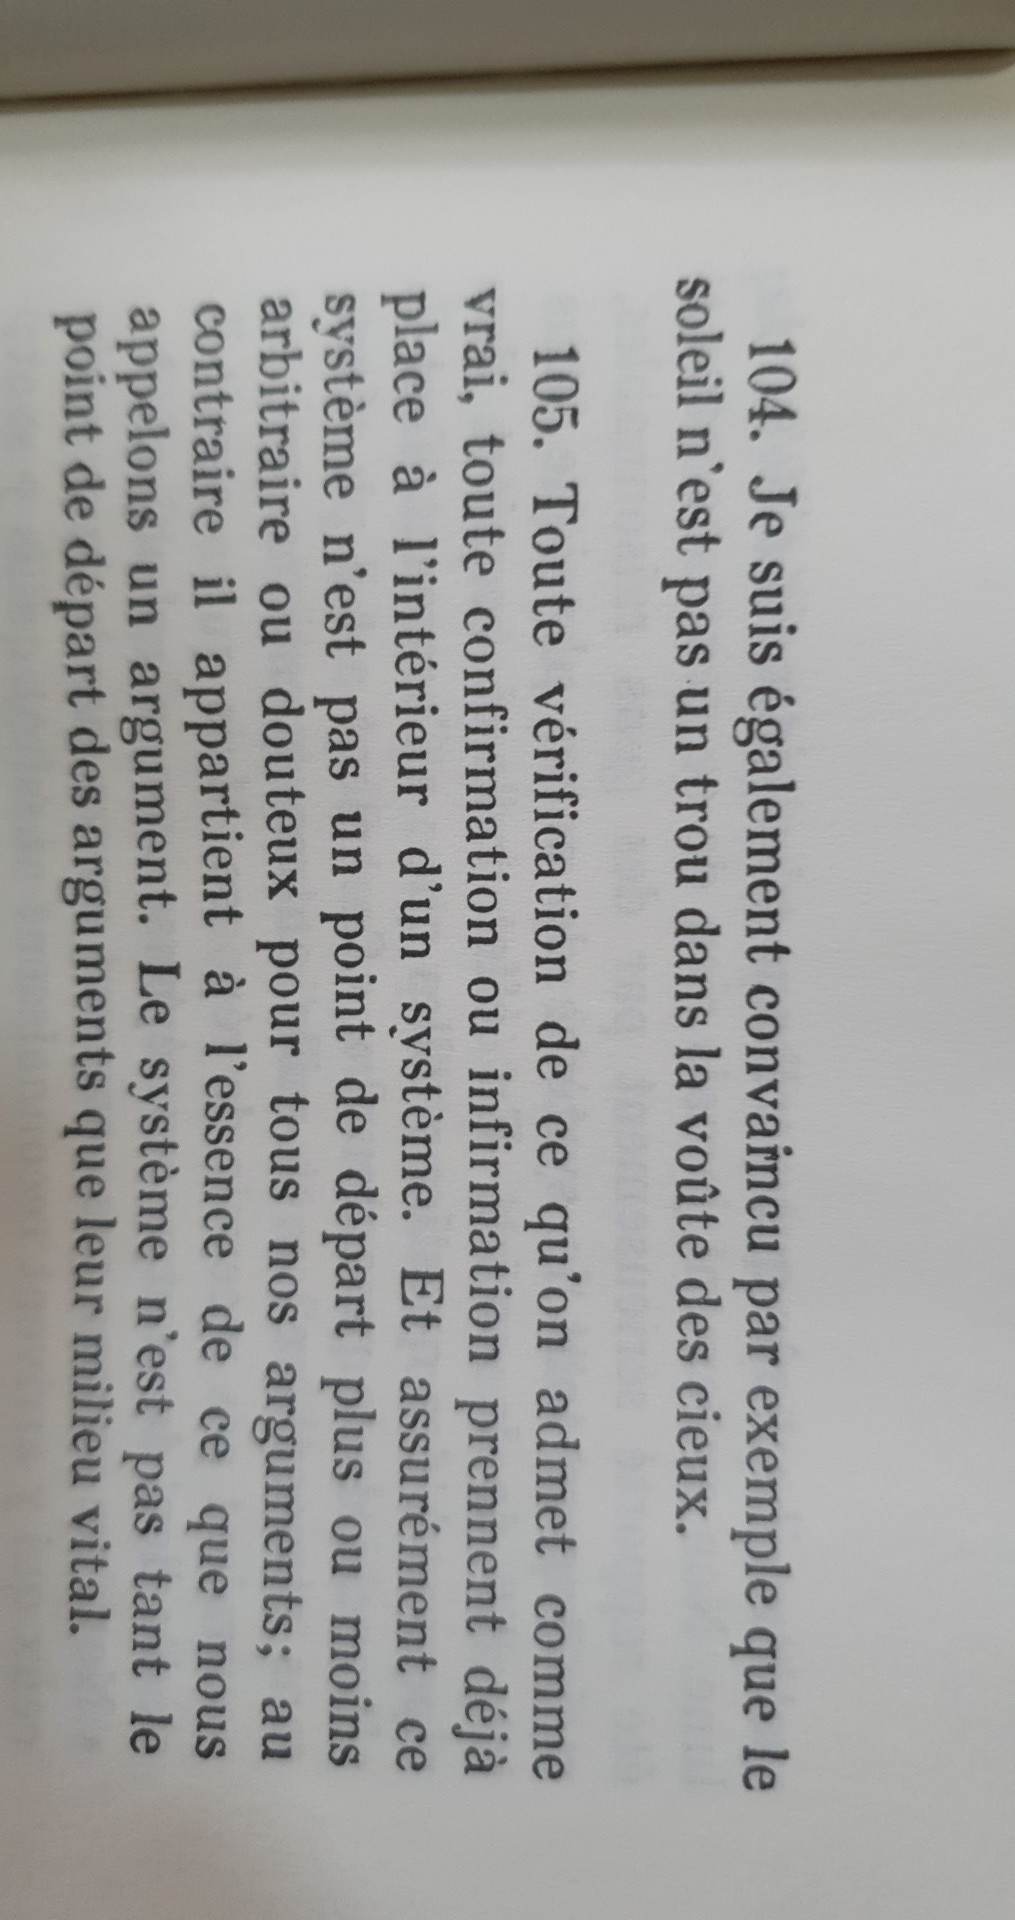 104. Je suis également convaincu par exemple que le
soleil n'est pas un trou dans la voûte des cieux.
105. Toute vérification de ce qu'on admet comme
vrai, toute confirmation ou infirmation prennent déjà
place à l'intérieur d'un système. Et assurément ce
système n'est pas un point de départ plus ou moins
arbitraire ou douteux pour tous nos arguments; au
contraire il appartient à l'essence de ce que nous
appelons un argument. Le système n'est pas tant le
point de départ des arguments que leur milieu vital.